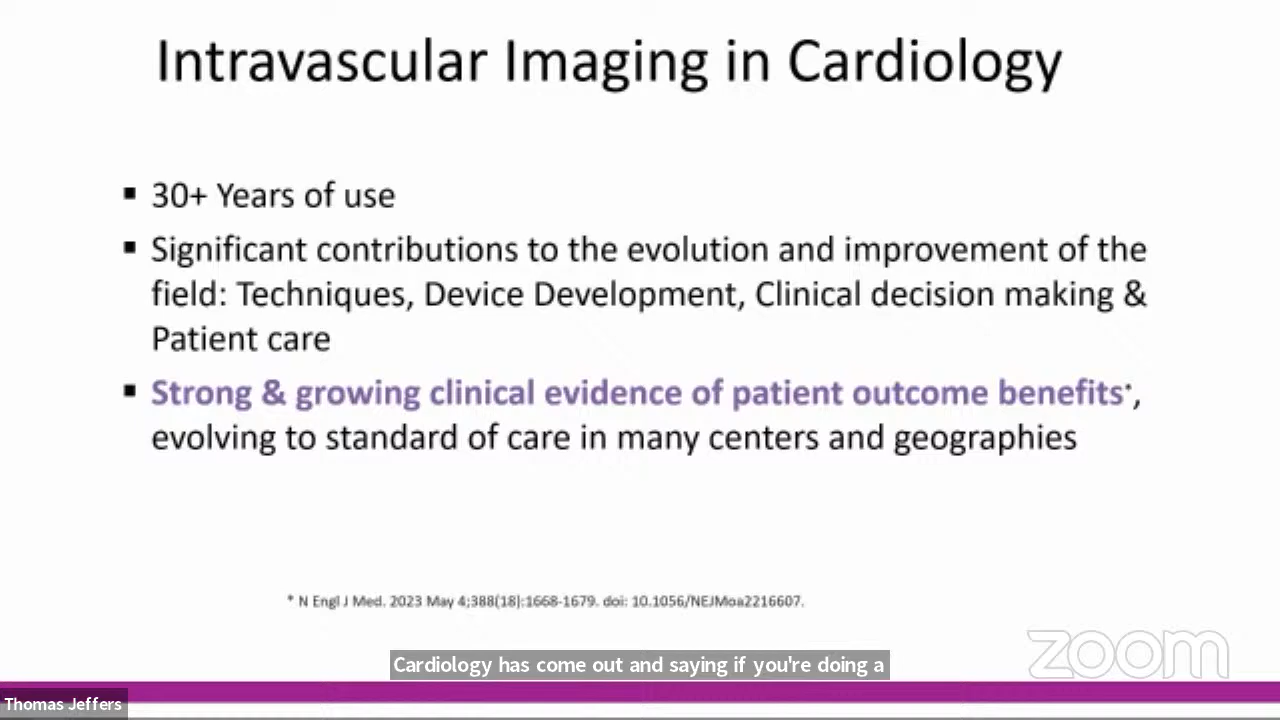 Intravascular Imaging in Cardiology
▪ 30+ Years of use
▪ Significant contributions to the evolution and improvement of the
field: Techniques, Device Development, Clinical decision making &
Patient care
▪ Strong & growing clinical evidence of patient outcome benefits*,
evolving to standard of care in many centers and geographies
* N Engl J Med. 2023 May 4;388(18):1668-1679. doi: 10.1056/NEJMoa2216607.
zoom
Cardiology has come out and saying if you're doing a
Thomas Jeffers